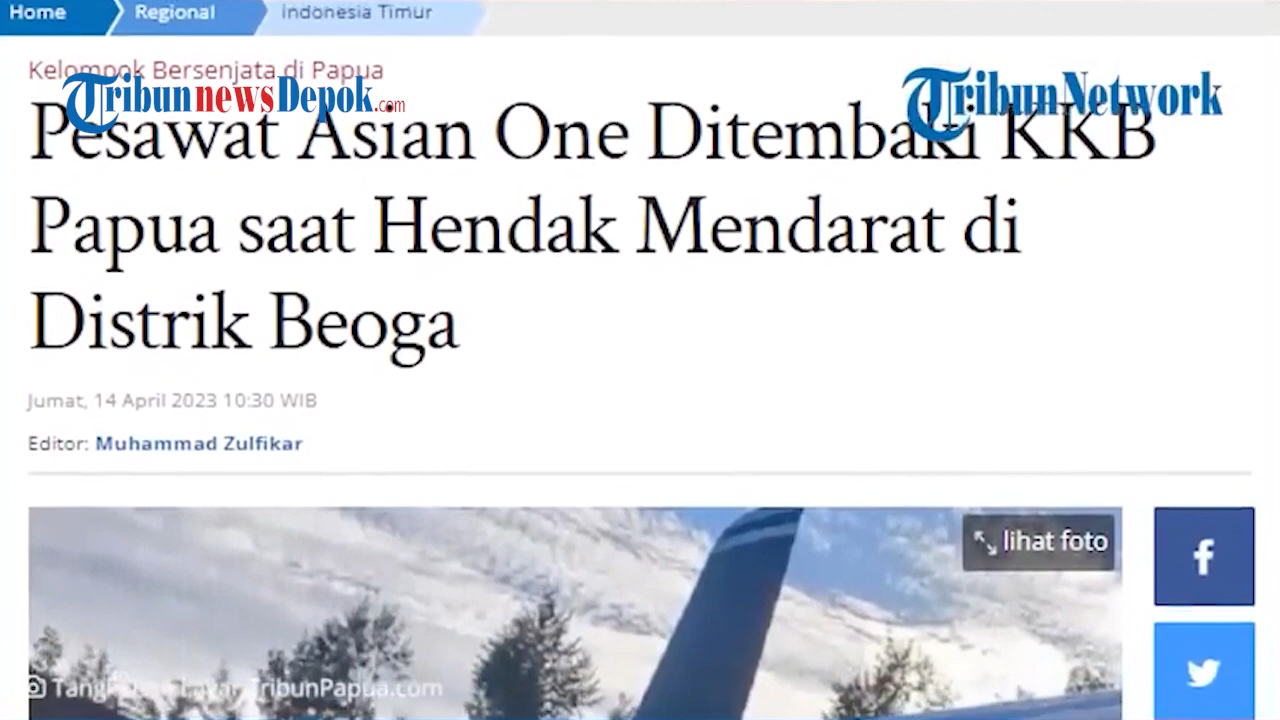 Home Regional Indonesia Timur
Kelompok Bersenjata di Papua
TribunnewsDepok.com
TribunNetwork
Pesawat Asian One Ditembaki KKB
Papua saat Hendak Mendarat di
Distrik Beoga
Jumat, 14 April 2023 10:30 WIB
Editor: Muhammad Zulfikar
lihat foto
f
Layar TribunPapua.com